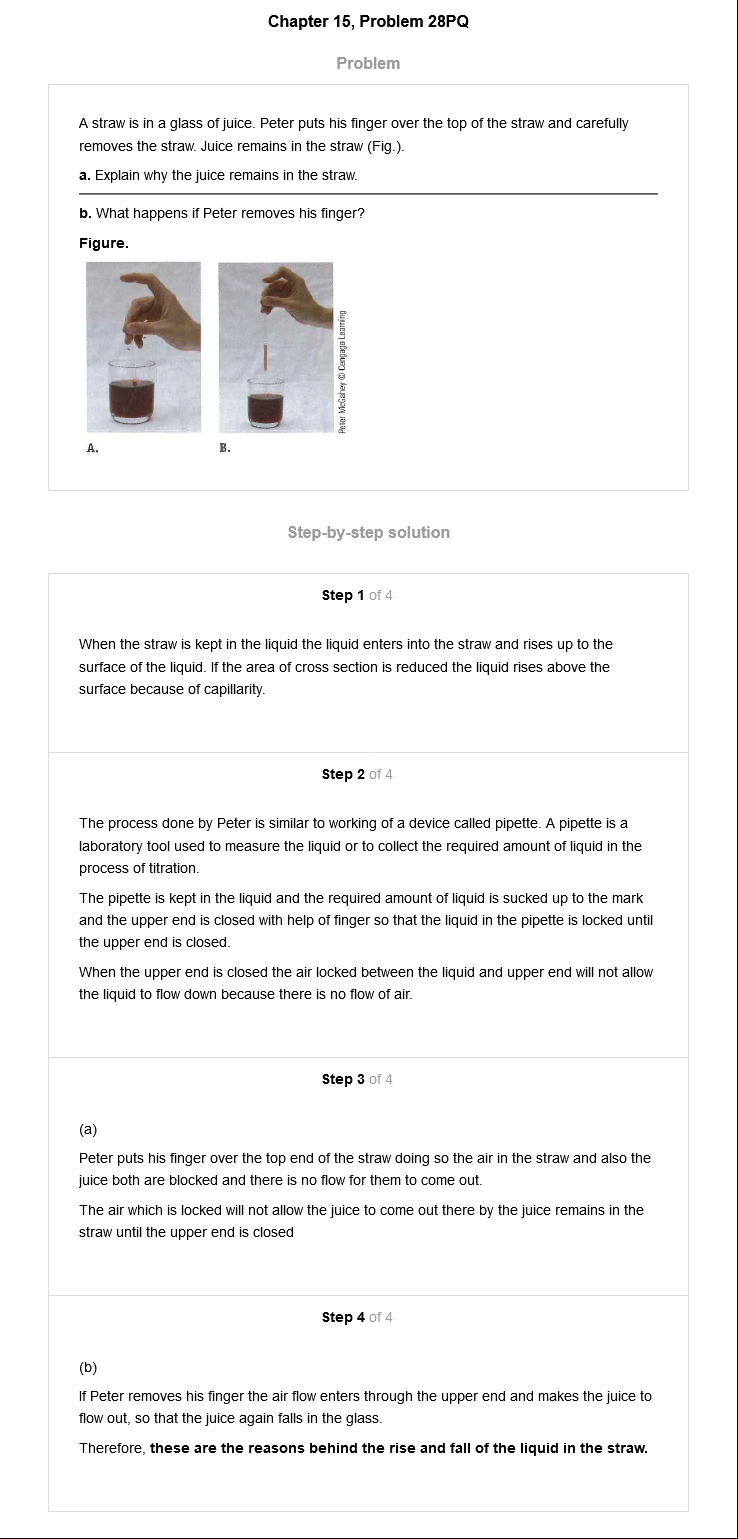 Chapter 15, Problem 28PQ
Problem
A straw is in a glass of juice. Peter puts his finger over the top of the straw and carefully
removes the straw. Juice remains in the straw (Fig.).
a. Explain why the juice remains in the straw.
b. What happens if Peter removes his finger?
Figure.
Peter McGahey © Cengage Learning
A.
B.
Step-by-step solution
Step 1 of 4
When the straw is kept in the liquid the liquid enters into the straw and rises up to the
surface of the liquid. If the area of cross section is reduced the liquid rises above the
surface because of capillarity.
Step 2 of 4
The process done by Peter is similar to working of a device called pipette. A pipette is a
laboratory tool used to measure the liquid or to collect the required amount of liquid in the
process of titration.
The pipette is kept in the liquid and the required amount of liquid is sucked up to the mark
and the upper end is closed with help of finger so that the liquid in the pipette is locked until
the upper end is closed.
When the upper end is closed the air locked between the liquid and upper end will not allow
the liquid to flow down because there is no flow of air.
Step 3 of 4
(a)
Peter puts his finger over the top end of the straw doing so the air in the straw and also the
juice both are blocked and there is no flow for them to come out.
The air which is locked will not allow the juice to come out there by the juice remains in the
straw until the upper end is closed
Step 4 of 4
(b)
If Peter removes his finger the air flow enters through the upper end and makes the juice to
flow out, so that the juice again falls in the glass.
Therefore, these are the reasons behind the rise and fall of the liquid in the straw.